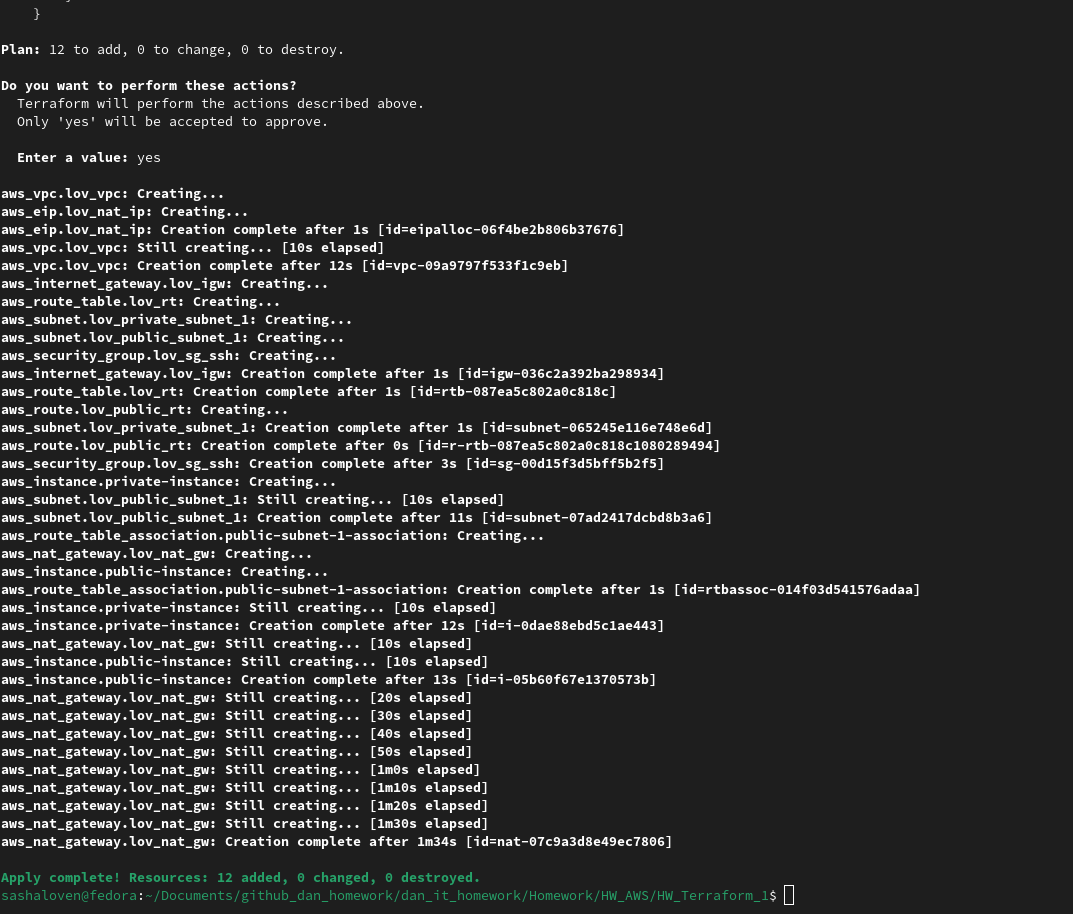 }
Plan: 12 to add, 0 to change, 0 to destroy.
Do you want to perform these actions?
Terraform will perform the actions described above.
Only 'yes' will be accepted to approve.
Enter a value: yes
aws_vpc.lov_vpc: Creating...
aws_eip.lov_nat_ip: Creating...
aws_eip.lov_nat_ip: Creation complete after 1s [id=eipalloc-06f4be2b806b37676]
aws_vpc.lov_vpc: Still creating... [10s elapsed]
aws_vpc.lov_vpc: Creation complete after 12s [id=vpc-09a9797f533f1c9eb]
aws_internet_gateway.lov_igw: Creating...
aws_route_table.lov_rt: Creating...
aws_subnet.lov_private_subnet_1: Creating...
aws_subnet.lov_public_subnet_1: Creating...
aws_security_group.lov_sg_ssh: Creating...
aws_internet_gateway.lov_igw: Creation complete after 1s [id=igw-036c2a392ba298934]
aws_route_table.lov_rt: Creation complete after 1s [id=rtb-087ea5c802a0c818c]
aws_route.lov_public_rt: Creating...
aws_subnet.lov_private_subnet_1: Creation complete after 1s [id=subnet-065245e116e748e6d]
aws_route.lov_public_rt: Creation complete after 0s [id=r-rtb-087ea5c802a0c818c1080289494]
aws_security_group.lov_sg_ssh: Creation complete after 3s [id=sg-00d15f3d5bff5b2f5]
aws_instance.private-instance: Creating...
aws_subnet.lov_public_subnet_1: Still creating... [10s elapsed]
aws_subnet.lov_public_subnet_1: Creation complete after 11s [id=subnet-07ad2417dcbd8b3a6]
aws_route_table_association.public-subnet-1-association: Creating...
aws_nat_gateway.lov_nat_gw: Creating...
aws_instance.public-instance: Creating...
aws_route_table_association.public-subnet-1-association: Creation complete after 1s [id=rtbassoc-014f03d541576adaa]
aws_instance.private-instance: Still creating... [10s elapsed]
aws_instance.private-instance: Creation complete after 12s [id=i-0dae88ebd5c1ae443]
aws_nat_gateway.lov_nat_gw: Still creating... [10s elapsed]
aws_instance.public-instance: Still creating... [10s elapsed]
aws_instance.public-instance: Creation complete after 13s [id=i-05b60f67e1370573b]
aws_nat_gateway.lov_nat_gw: Still creating... [20s elapsed]
aws_nat_gateway.lov_nat_gw: Still creating... [30s elapsed]
aws_nat_gateway.lov_nat_gw: Still creating... [40s elapsed]
aws_nat_gateway.lov_nat_gw: Still creating... [50s elapsed]
aws_nat_gateway.lov_nat_gw: Still creating... [1m0s elapsed]
aws_nat_gateway.lov_nat_gw: Still creating... [1m10s elapsed]
aws_nat_gateway.lov_nat_gw: Still creating... [1m20s elapsed]
aws_nat_gateway.lov_nat_gw: Still creating... [1m30s elapsed]
aws_nat_gateway.lov_nat_gw: Creation complete after 1m34s [id=nat-07c9a3d8e49ec7806]
Apply complete! Resources: 12 added, 0 changed, 0 destroyed.
sashaloven@fedora:~/Documents/github_dan_homework/dan_it_homework/Homework/HW_AWS/HW_Terraform_1$